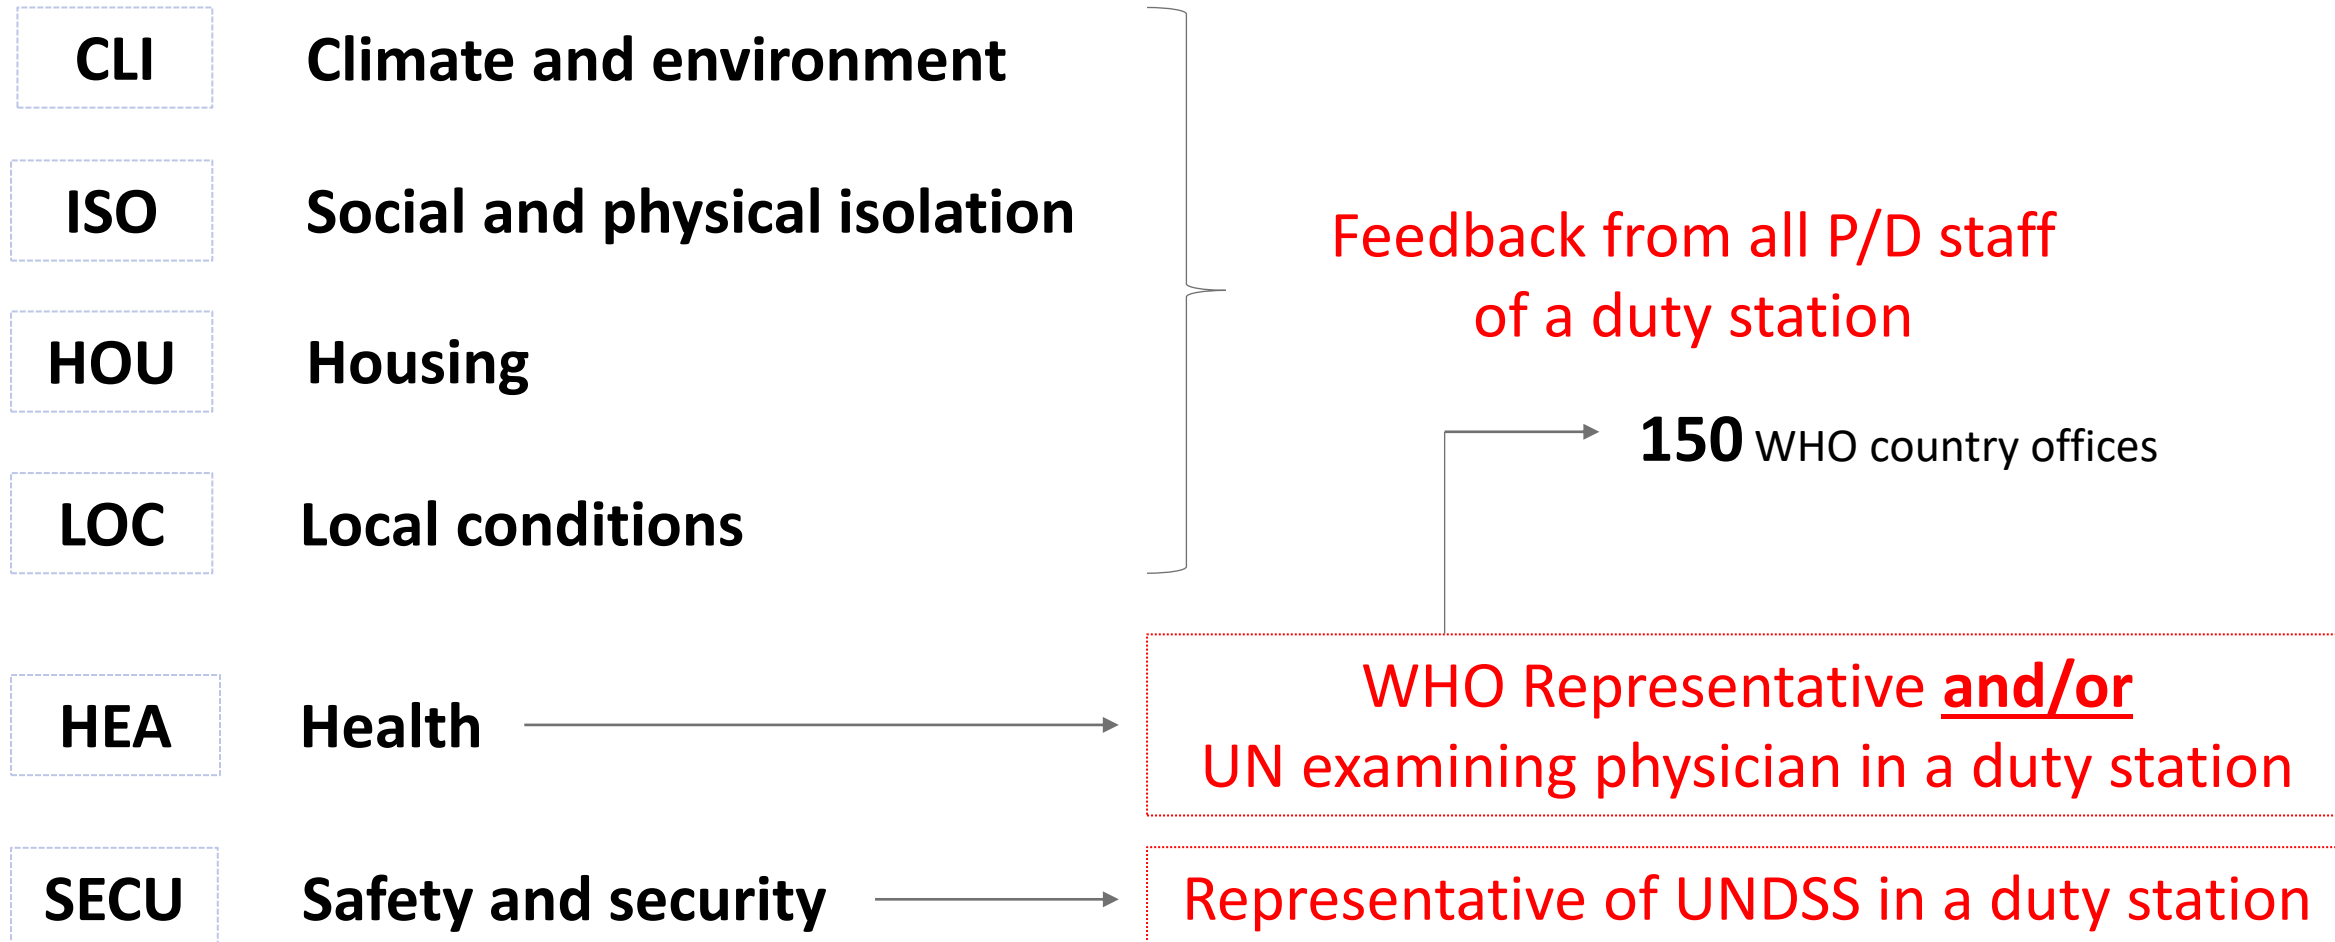 CLI Climate and environment
ISO Social and physical isolation
Feedback from all P/D staff
of a duty station
HOU Housing
150 WHO country offices
LOC Local conditions
HEA Health
WHO Representative and/or
UN examining physician in a duty station
SECU Safety and security
Representative of UNDSS in a duty station